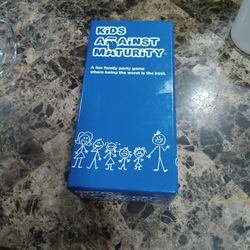 KiDS
AGAINST
MATURiTY.
A fun family party game
where being the worst is the best.